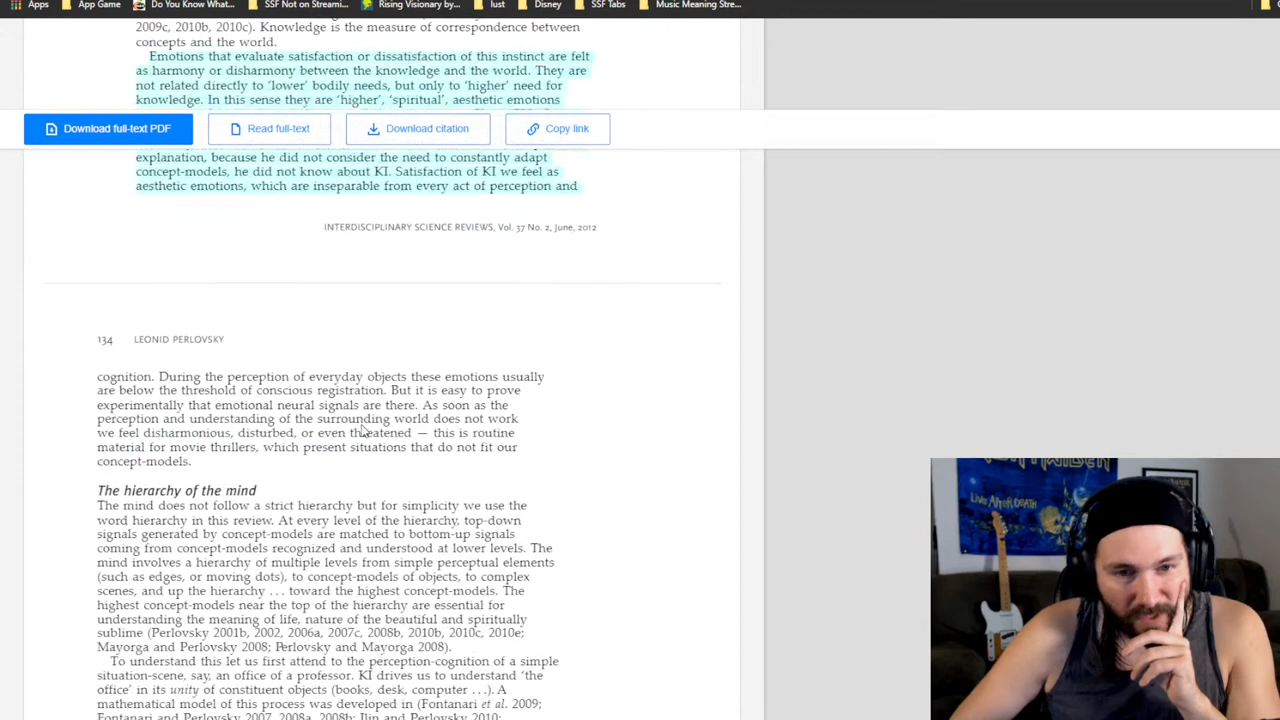 Apps App Game Do You Know What... SSF Not on Streami... Rising Visionary by... lust Disney SSF Tabs Music Meaning Stre...
2009c, 2010b, 2010c). Knowledge is the measure of correspondence between
concepts and the world.
Emotions that evaluate satisfaction or dissatisfaction of this instinct are felt
as harmony or disharmony between the knowledge and the world. They are
not related directly to ‘lower’ bodily needs, but only to ‘higher’ need for
knowledge. In this sense they are ‘higher’, ‘spiritual’, aesthetic emotions
Download full-text PDF Read full-text Download citation Copy link
explanation, because he did not consider the need to constantly adapt
concept-models, he did not know about KI. Satisfaction of KI we feel as
aesthetic emotions, which are inseparable from every act of perception and
INTERDISCIPLINARY SCIENCE REVIEWS, Vol. 37 No. 2, June, 2012
134 LEONID PERLOVSKY
cognition. During the perception of everyday objects these emotions usually
are below the threshold of conscious registration. But it is easy to prove
experimentally that emotional neural signals are there. As soon as the
perception and understanding of the surrounding world does not work
we feel disharmonious, disturbed, or even threatened — this is routine
material for movie thrillers, which present situations that do not fit our
concept-models.
The hierarchy of the mind
The mind does not follow a strict hierarchy but for simplicity we use the
word hierarchy in this review. At every level of the hierarchy, top-down
signals generated by concept-models are matched to bottom-up signals
coming from concept-models recognized and understood at lower levels. The
mind involves a hierarchy of multiple levels from simple perceptual elements
(such as edges, or moving dots), to concept-models of objects, to complex
scenes, and up the hierarchy ... toward the highest concept-models. The
highest concept-models near the top of the hierarchy are essential for
understanding the meaning of life, nature of the beautiful and spiritually
sublime (Perlovsky 2001b, 2002, 2006a, 2007c, 2008b, 2010b, 2010c, 2010e;
Mayorga and Perlovsky 2008; Perlovsky and Mayorga 2008).
To understand this let us first attend to the perception-cognition of a simple
situation-scene, say, an office of a professor. KI drives us to understand ‘the
office’ in its unity of constituent objects (books, desk, computer ...). A
mathematical model of this process was developed in (Fontanari et al. 2009;
Fontanari and Perlovsky 2007, 2008a, 2008b; Ilin and Perlovsky 2010;
LIVE AFTER DEATH